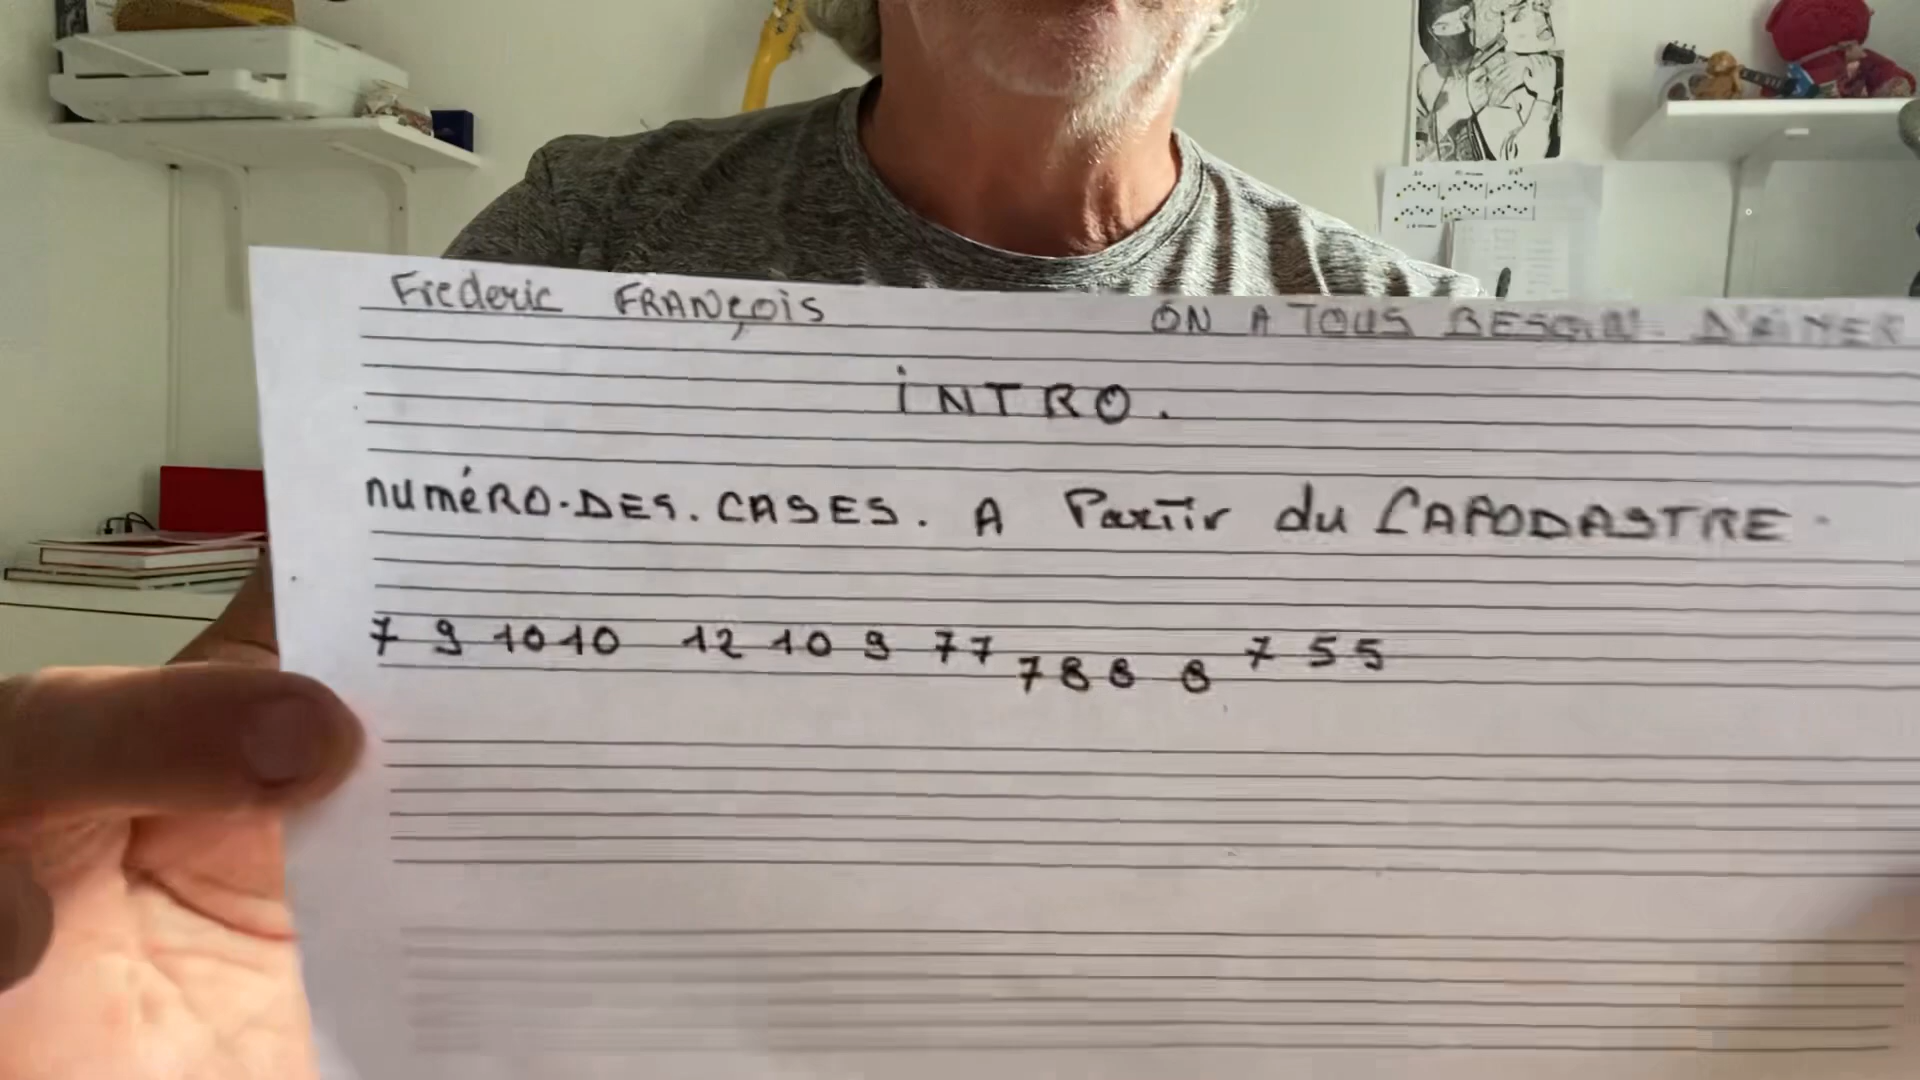 Frederic FRANÇOiS ON A TOUS BESOIN D'AIMER
iNTRO.
numéRO.DES.CASES. A Partir du CAPODASTRE.
7 9 10 10 12 10 9 7 7 7 8 8 8 7 5 5